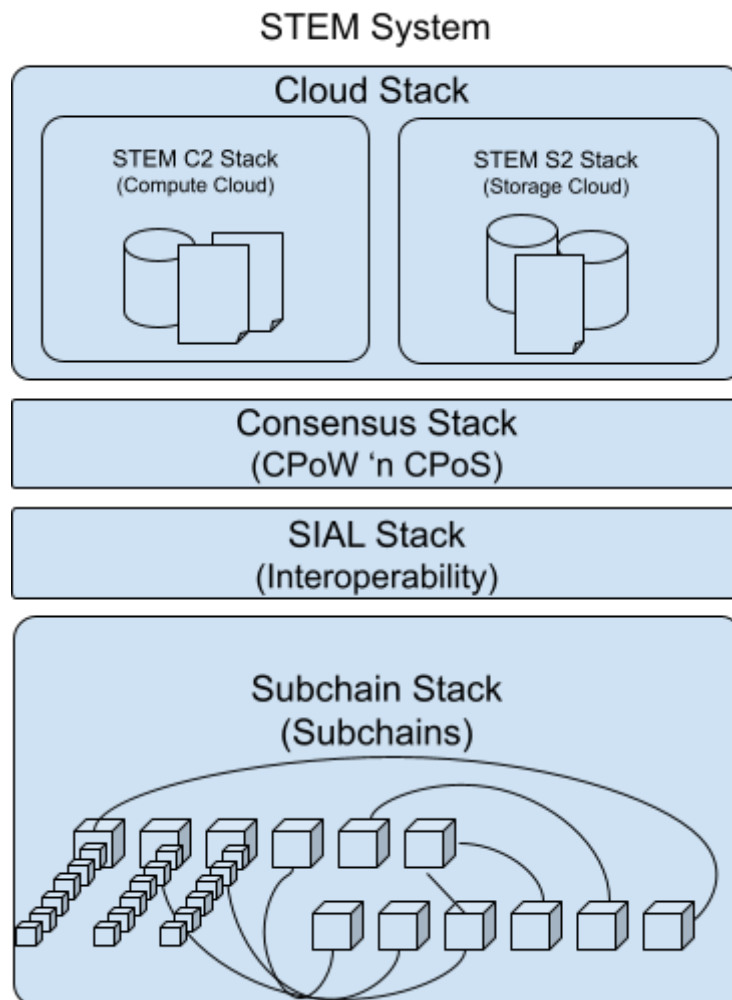 STEM System
Cloud Stack
STEM C2 Stack
(Compute Cloud)
STEM S2 Stack
(Storage Cloud)
Consensus Stack
(CPoW ‘n CPoS)
SIAL Stack
(Interoperability)
Subchain Stack
(Subchains)